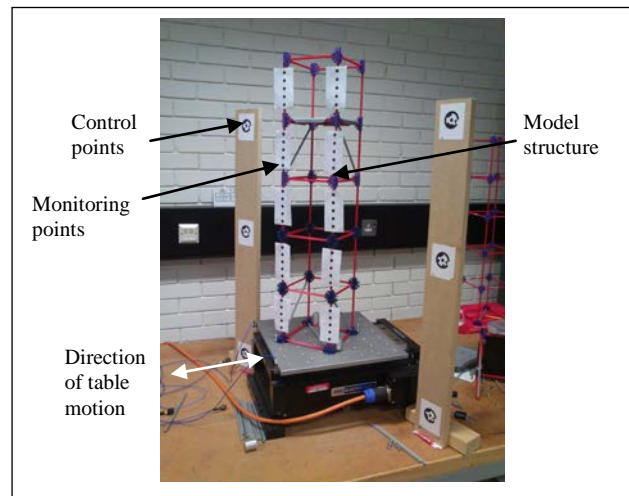 Control
points
Model
structure
Monitoring
points
Direction
of table
motion